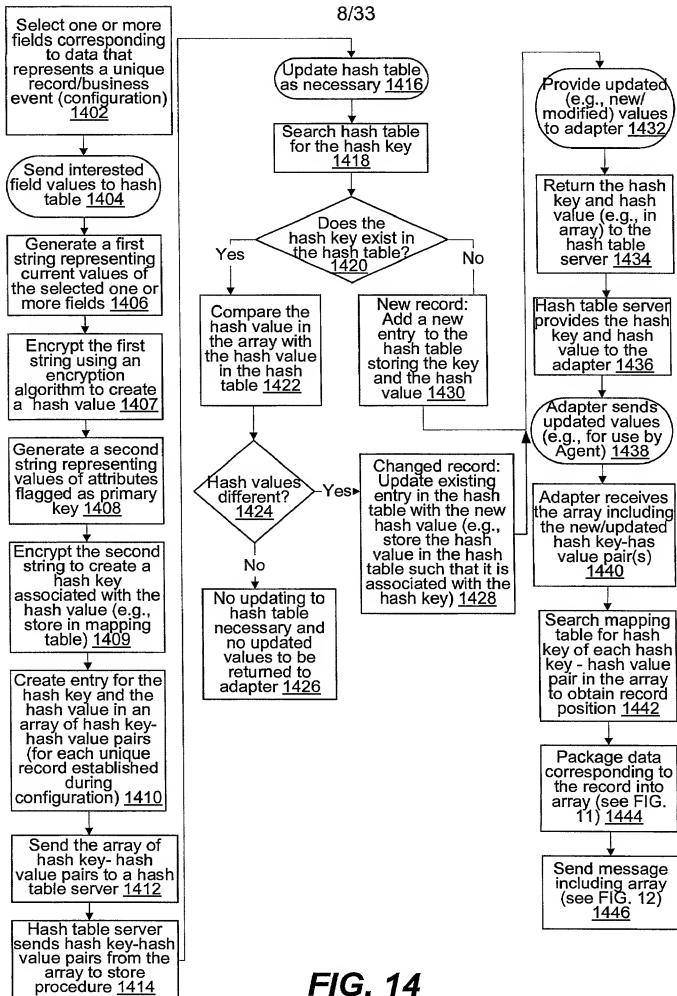 8/33
Select one or more
fields corresponding
to data that
represents a unique
record/business
event (configuration)
1402
Send interested
field values to hash
table 1404
Generate a first
string representing
current values of
the selected one or
more fields 1406
Encrypt the first
string using an
encryption
algorithm to create
a hash value 1407
Generate a second
string representing
values of attributes
flagged as primary
key 1408
Encrypt the second
string to create a
hash key
associated with the
hash value (e.g.,
store in mapping
table) 1409
Create entry for the
hash key and the
hash value in an
array of hash key-
hash value pairs
(for each unique
record established
during
configuration) 1410
Send the array of
hash key- hash
value pairs to a hash
table server 1412
Hash table server
sends hash key-hash
value pairs from the
array to store
procedure 1414
Update hash table
as necessary 1416
Search hash table
for the hash key
1418
Does the
hash key exist in
the hash table?
1420
Yes
No
Compare the
hash value in
the array with
the hash value
in the hash
table 1422
New record:
Add a new
entry to the
hash table
storing the key
and the hash
value 1430
Hash values
different?
1424
Yes
No
Changed record:
Update existing
entry in the hash
table with the new
hash value (e.g.,
store the hash
value in the hash
table such that it is
associated with the
hash key) 1428
No updating to
hash table
necessary and
no updated
values to be
returned to
adapter 1426
Provide updated
(e.g., new/
modified) values
to adapter 1432
Return the hash
key and hash
value (e.g., in
array) to the
hash table
server 1434
Hash table server
provides the hash
key and hash
value to the
adapter 1436
Adapter sends
updated values
(e.g., for use by
Agent) 1438
Adapter receives
the array including
the new/updated
hash key-has
value pair(s)
1440
Search mapping
table for hash
key of each hash
key - hash value
pair in the array
to obtain record
position 1442
Package data
corresponding to
the record into
array (see FIG.
11) 1444
Send message
including array
(see FIG. 12)
1446
FIG. 14